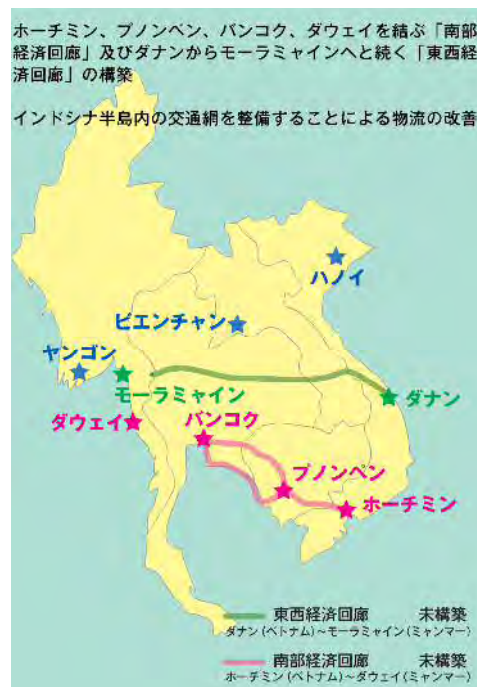 ホーチミン、プノンペン、バンコク、ダウェイを結ぶ「南部
経済回廊」及びダナンからモーラミャインへと続く「東西経
済回廊」の構築
インドシナ半島内の交通網を整備することによる物流の改善
ハノイ
ビエンチャン
ヤンゴン
モーラミャイン
ダナン
ダウェイ
バンコク
プノンペン
ホーチミン
東西経済回廊 未構築
ダナン(ベトナム)~モーラミャイン(ミャンマー)
南部経済回廊 未構築
ホーチミン(ベトナム)~ダウェイ(ミャンマー)